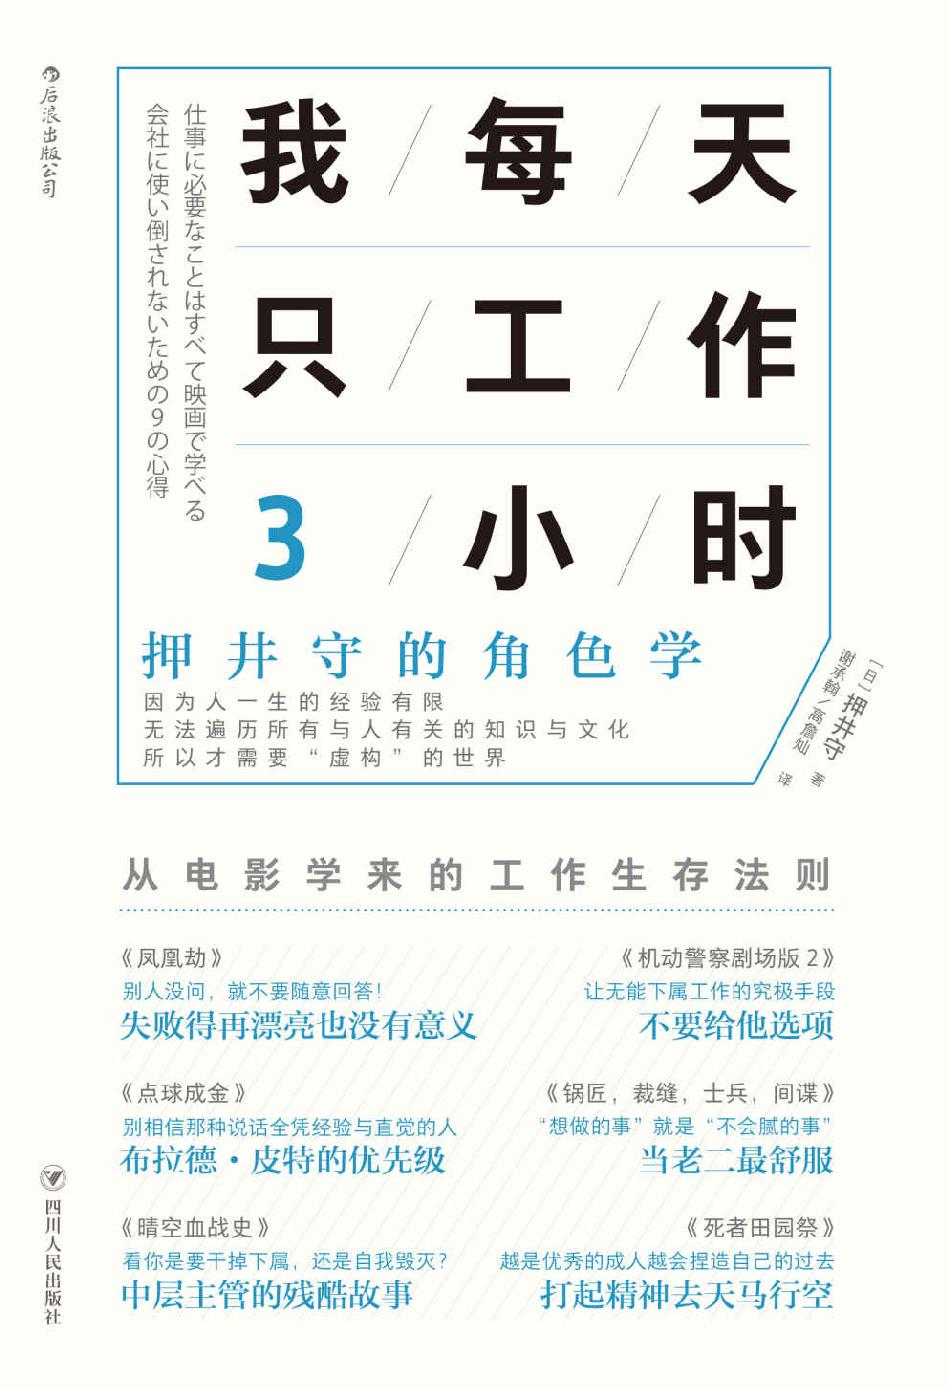 后浪出版公司
仕事に必要なことはすべて映画で学べる
会社に使い倒されないための9の心得
我/每/天
只/工/作
3/小/时
押井守的角色学
因为人一生的经验有限
无法遍历所有与人有关的知识与文化
所以才需要“虚构”的世界
[日]押井守 著
谢承翰/高詹灿 译
从电影学来的工作生存法则
《凤凰劫》
别人没问，就不要随意回答！
失败得再漂亮也没有意义
《机动警察剧场版2》
让无能下属工作的究极手段
不要给他选项
《点球成金》
别相信那种说话全凭经验与直觉的人
布拉德·皮特的优先级
《锅匠，裁缝，士兵，间谍》
“想做的事”就是“不会腻的事”
当老二最舒服
《晴空血战史》
看你是要干掉下属，还是自我毁灭？
中层主管的残酷故事
《死者田园祭》
越是优秀的成人越会捏造自己的过去
打起精神去天马行空
四川人民出版社